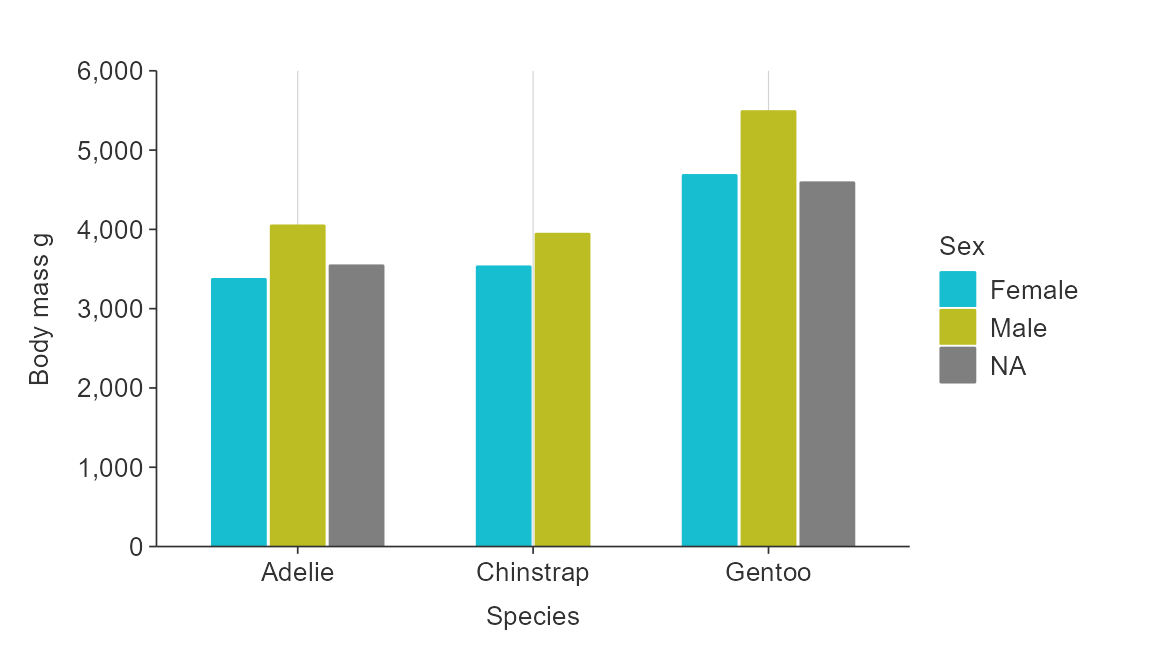 6,000
5,000
4,000
3,000
2,000
1,000
0
Body mass g
Adelie
Chinstrap
Gentoo
Species
Sex
Female
Male
NA